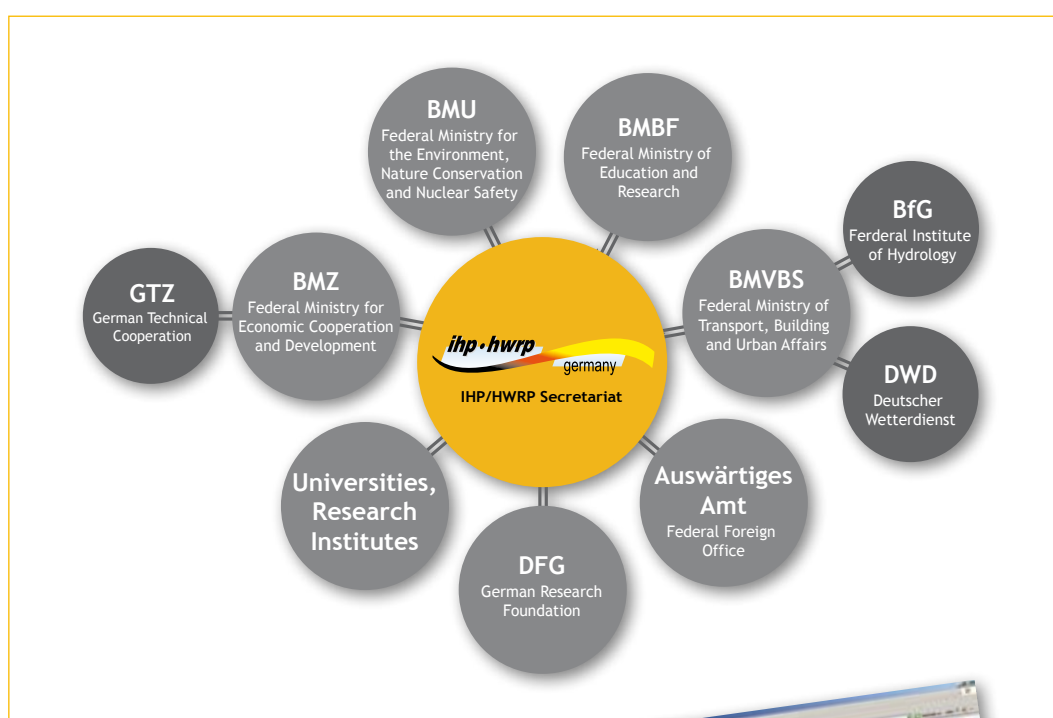 BMU
Federal Ministry for
the Environment,
Nature Conservation
and Nuclear Safety
BMBF
Federal Ministry of
Education and
Research
BfG
Ferderal Institute
of Hydrology
GTZ
German Technical
Cooperation
BMZ
Federal Ministry for
Economic Cooperation
and Development
BMVBS
Federal Ministry of
Transport, Building
and Urban Affairs
ihp•hwrp
germany
IHP/HWRP Secretariat
DWD
Deutscher
Wetterdienst
Universities,
Research
Institutes
Auswärtiges
Amt
Federal Foreign
Office
DFG
German Research
Foundation